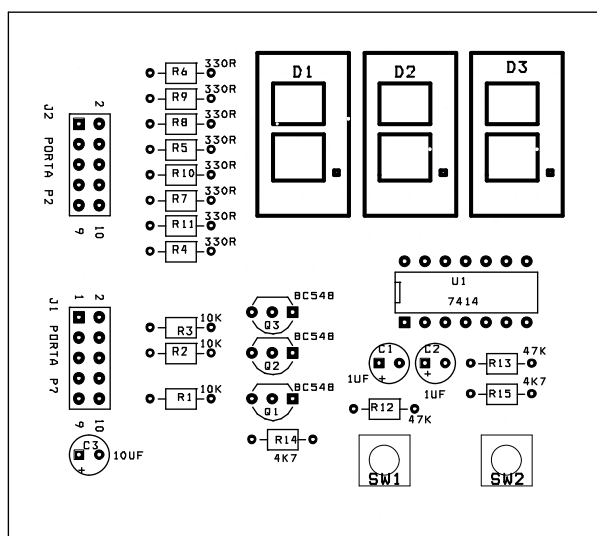 330R
R6
330R
R9
330R
R8
330R
R5
330R
R10
330R
R7
330R
R11
330R
R4
D1
D2
D3
J2 PORTA P2
2
9
10
U1
7414
J1 PORTA P7
1
2
9
10
10K
R3
10K
R2
10K
R1
BC548
Q3
BC548
Q2
BC548
Q1
C1
+
1UF
C2
+
1UF
R13
47K
R15
4K7
R12
47K
R14
4K7
C3
+
10UF
SW1
SW2